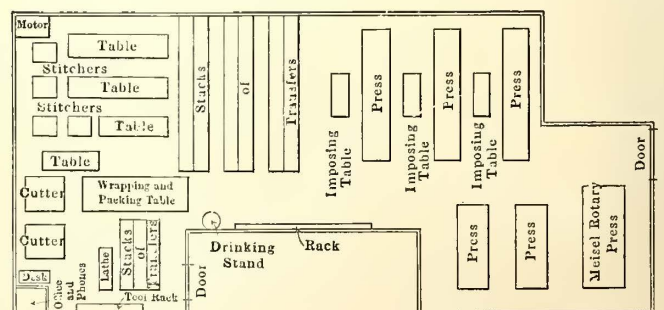 Motor
Table
Stitchers
Table
Stitchers
Table
Table
Cutter
Wrapping and
Packing Table
Cutter
Stacks
of
Transfers
Imposing
Table
Press
Imposing
Table
Press
Imposing
Table
Press
Door
Drinking
Stand
Rack
Door
Press
Press
Meisel Rotary
Press
Lathe
Stacks
of
Transfers
Desk
Office
and
Phones
Tool Rack